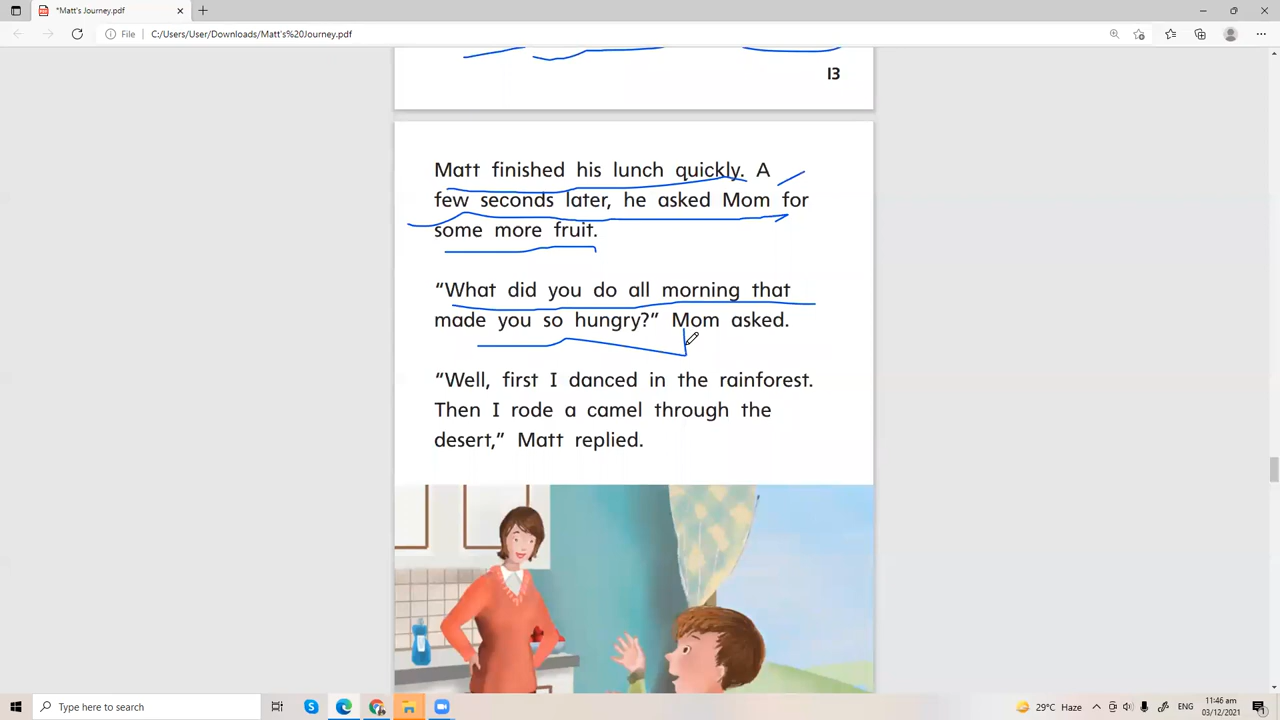 *Matt's Journey.pdf
File
C:/Users/User/Downloads/Matt's%20Journey.pdf
13
Matt finished his lunch quickly. A
few seconds later, he asked Mom for
some more fruit.
“What did you do all morning that
made you so hungry?” Mom asked.
“Well, first I danced in the rainforest.
Then I rode a camel through the
desert,” Matt replied.
Type here to search
29°C Haze
ENG
11:46 am
03/12/2021